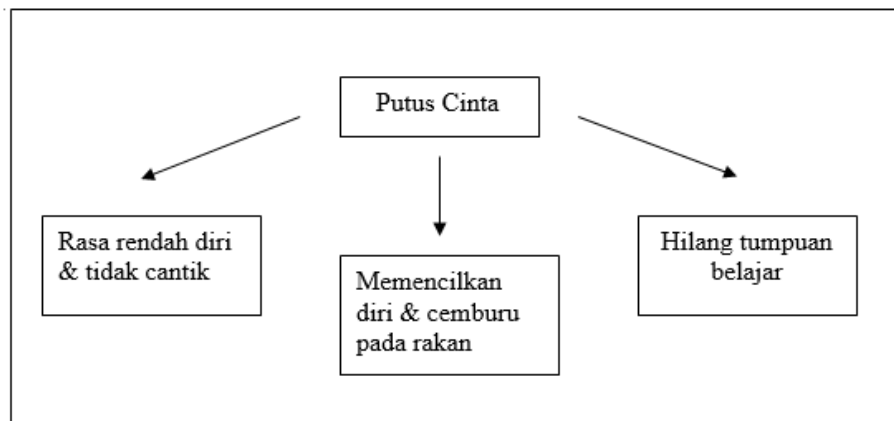 Putus Cinta
Rasa rendah diri
& tidak cantik
Memencilkan
diri & cemburu
pada rakan
Hilang tumpuan
belajar